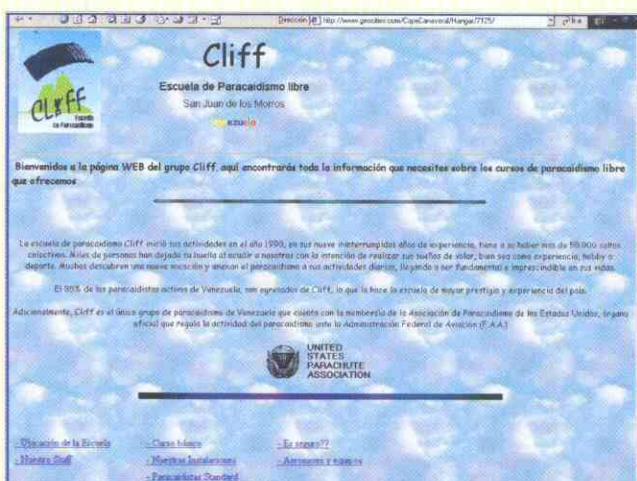 Dirección http://www.geocities.com/CapeCanaveral/Hangar/7125/
CLIFF
Escuela
de Paracaidismo
Cliff
Escuela de Paracaidismo libre
San Juan de los Morros
Venezuela
Bienvenidos a la página WEB del grupo Cliff, aquí encontrarás toda la información que necesites sobre los cursos de paracaidismo libre
que ofrecemos
La escuela de paracaidismo Cliff inició sus actividades en el año 1990, en sus nueve ininterrumpidos años de experiencia, tiene a su haber mas de 50.000 saltos
colectivos. Miles de personas han dejado su huella al acudir a nosotros con la intención de realizar sus sueños de volar, bien sea como experiencia, hobby o
deporte. Muchos descubren una nueva vocación y anexan el paracaidismo a sus actividades diarias, llegando a ser fundamental e imprescindible en sus vidas.
El 85% de los paracaidistas activos de Venezuela, son egresados de Cliff, lo que la hace la escuela de mayor prestigio y experiencia del país.
Adicionalmente, Cliff es el único grupo de paracaidismo de Venezuela que cuenta con la membresía de la Asociación de Paracaidismo de los Estados Unidos, órgano
oficial que regula la actividad del paracaidismo ante la Administración Federal de Aviación (F.A.A.)
UNITED
STATES
PARACHUTE
ASSOCIATION
- Ubicación de la Escuela - Curso básico - Es seguro??
- Nuestro Staff - Nuestras Instalaciones - Aeronaves y equipos
- Paracaidistas Standard